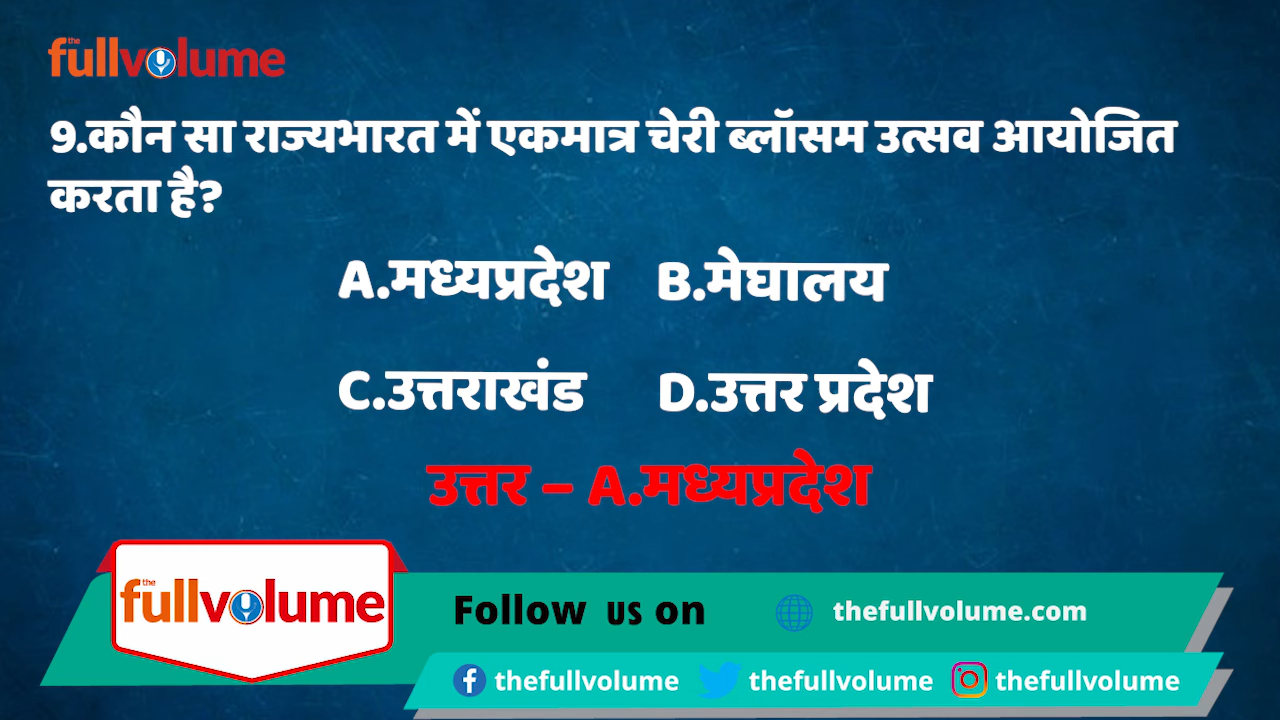 the
fullvolume
9.कौन सा राज्यभारत में एकमात्र चेरी ब्लॉसम उत्सव आयोजित
करता है?
A.मध्यप्रदेश B.मेघालय
C.उत्तराखंड D.उत्तर प्रदेश
उत्तर – A.मध्यप्रदेश
the
fullvolume
Follow us on thefullvolume.com
thefullvolume thefullvolume thefullvolume